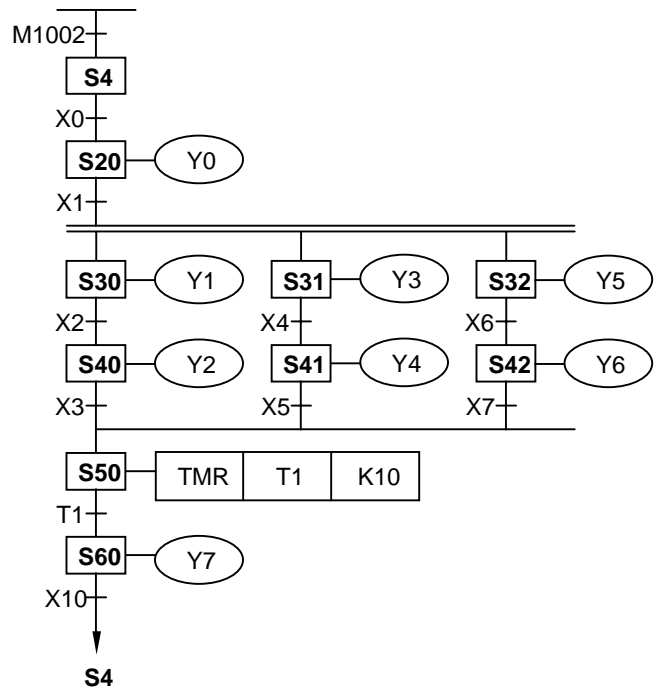 M1002
S4
X0
S20 Y0
X1
S30 Y1 S31 Y3 S32 Y5
X2 X4 X6
S40 Y2 S41 Y4 S42 Y6
X3 X5 X7
S50 TMR T1 K10
T1
S60 Y7
X10
S4